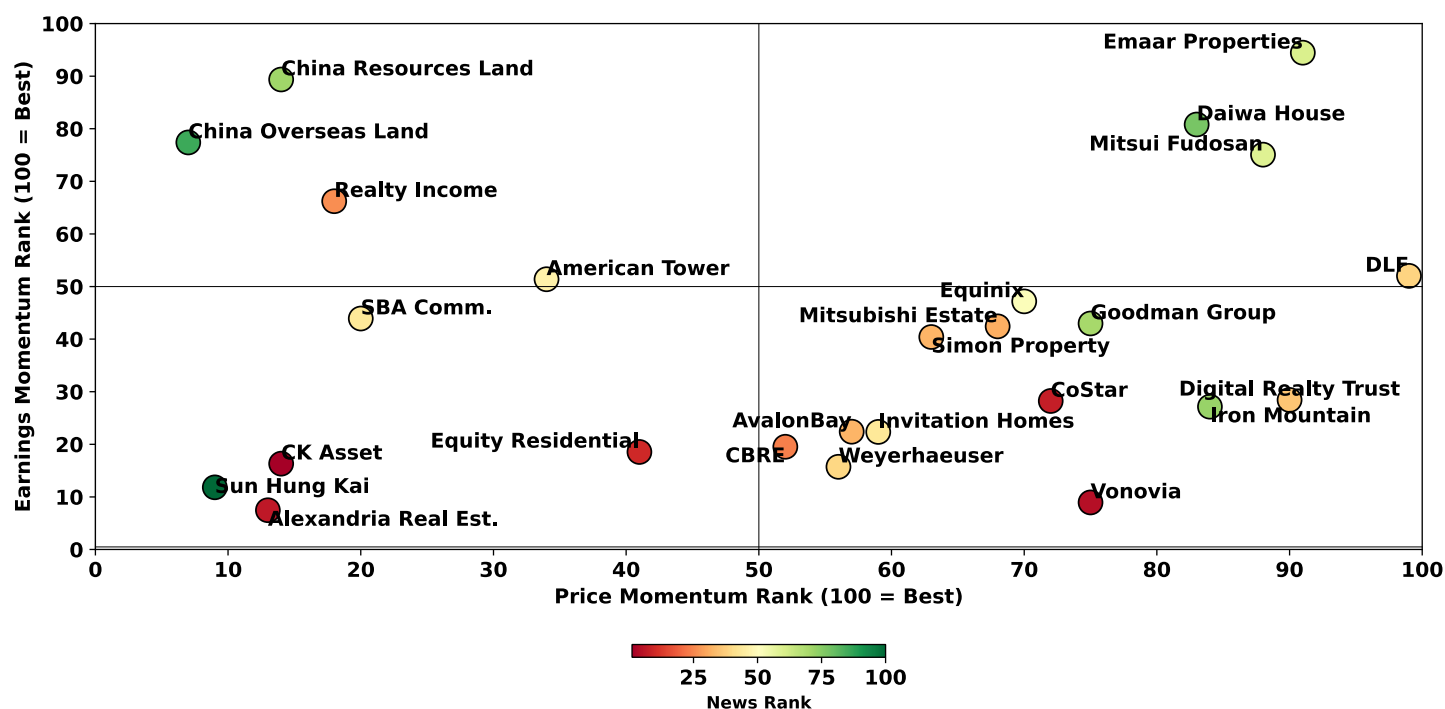 Earnings Momentum Rank (100 = Best)
100
90
80
70
60
50
40
30
20
10
0
Emaar Properties
China Resources Land
Daiwa House
China Overseas Land
Mitsui Fudosan
Realty Income
DLF
American Tower
Equinix
SBA Comm.
Goodman Group
Mitsubishi Estate
Simon Property
CoStar
Digital Realty Trust
Iron Mountain
AvalonBay
Invitation Homes
Equity Residential
CBRE
Weyerhaeuser
CK Asset
Sun Hung Kai
Vonovia
Alexandria Real Est.
0 10 20 30 40 50 60 70 80 90 100
Price Momentum Rank (100 = Best)
25 50 75 100
News Rank